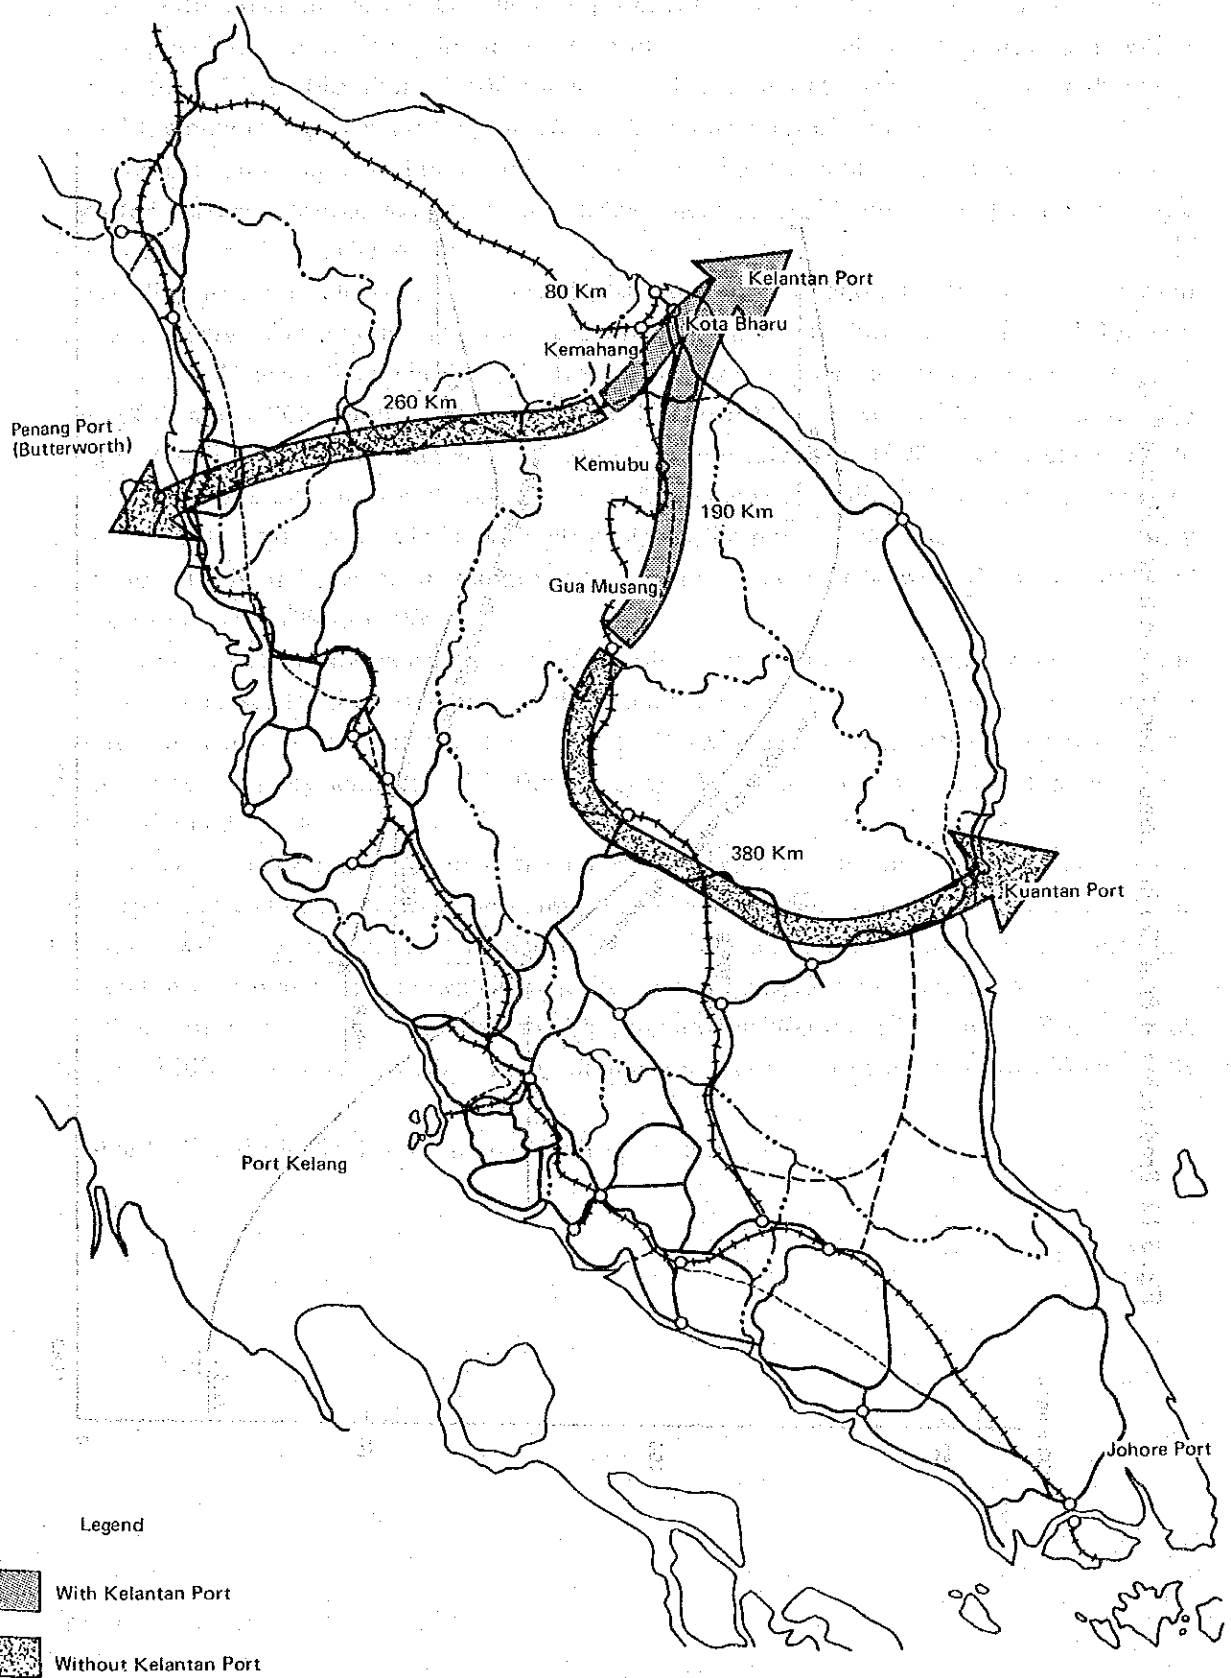 Kelantan Port
80 Km
Kota Bharu
Kemahang
260 Km
Penang Port
(Butterworth)
Kemubu
190 Km
Gua Musang
380 Km
Kuantan Port
Port Kelang
Johore Port
Legend
With Kelantan Port
Without Kelantan Port